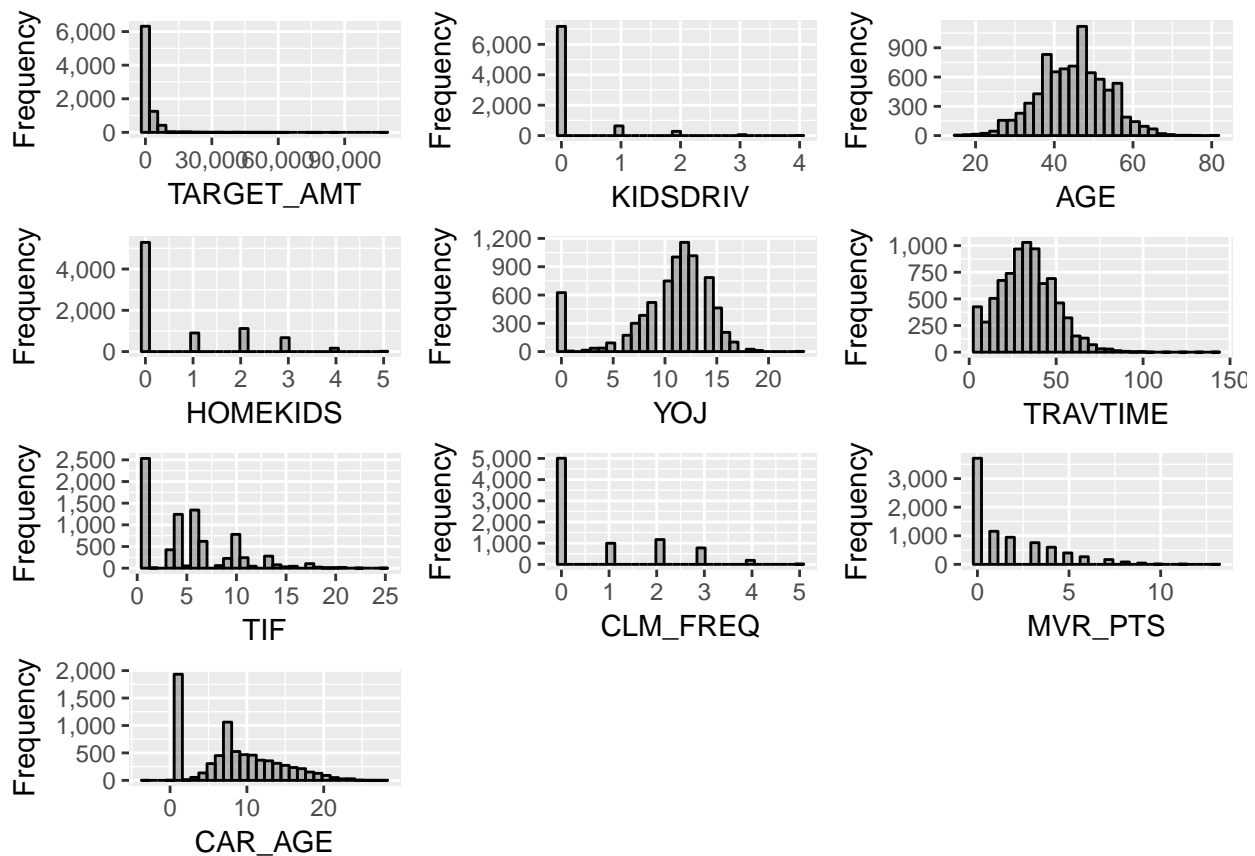 Frequency
6,000
4,000
2,000
0
0 30,000 60,000 90,000
TARGET_AMT
Frequency
6,000
4,000
2,000
0
0 1 2 3 4
KIDSDRIV
Frequency
900
600
300
0
20 40 60 80
AGE
Frequency
4,000
2,000
0
0 1 2 3 4 5
HOMEKIDS
Frequency
1,200
900
600
300
0
0 5 10 15 20
YOJ
Frequency
1,000
750
500
250
0
0 50 100 150
TRAVTIME
Frequency
2,500
2,000
1,500
1,000
500
0
0 5 10 15 20 25
TIF
Frequency
5,000
4,000
3,000
2,000
1,000
0
0 1 2 3 4 5
CLM_FREQ
Frequency
3,000
2,000
1,000
0
0 5 10
MVR_PTS
Frequency
2,000
1,500
1,000
500
0
0 10 20
CAR_AGE